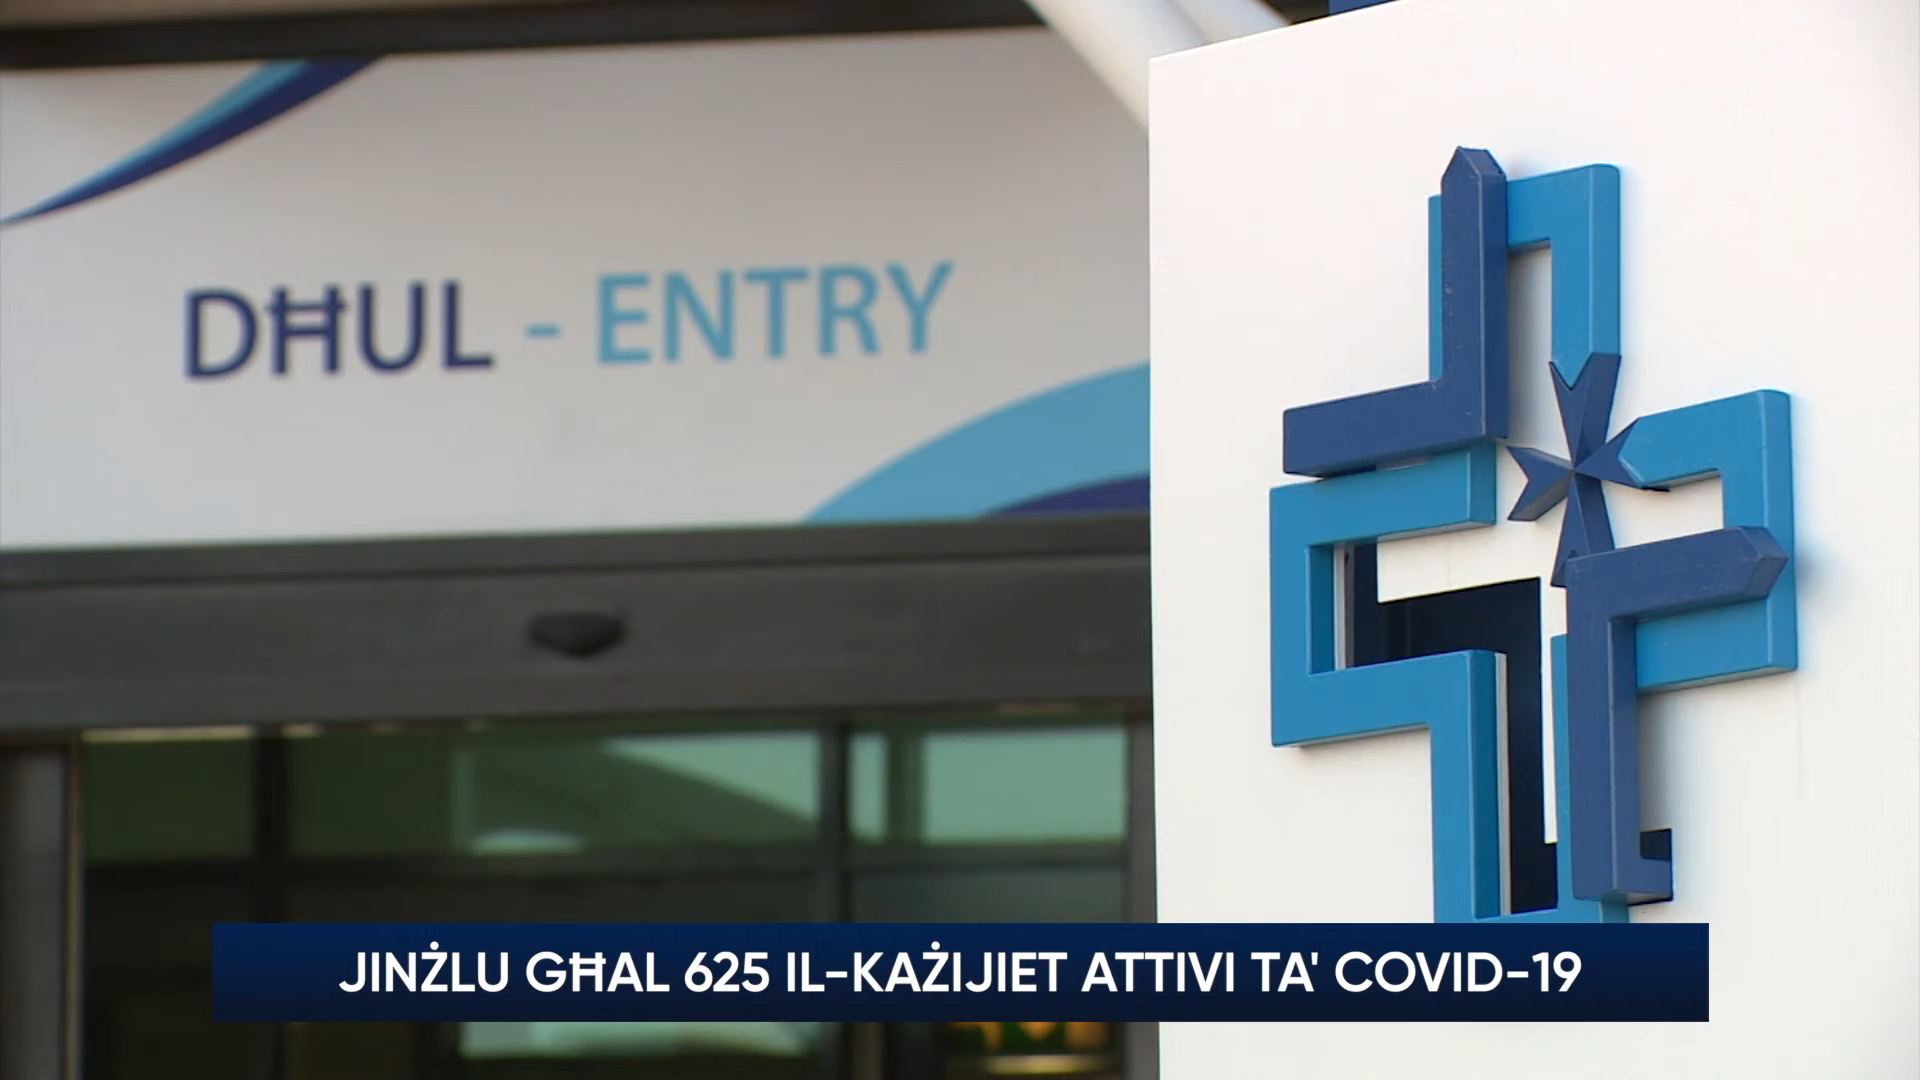 DĦUL - ENTRY
JINŻLU GĦAL 625 IL-KAŻIJIET ATTIVI TA' COVID-19